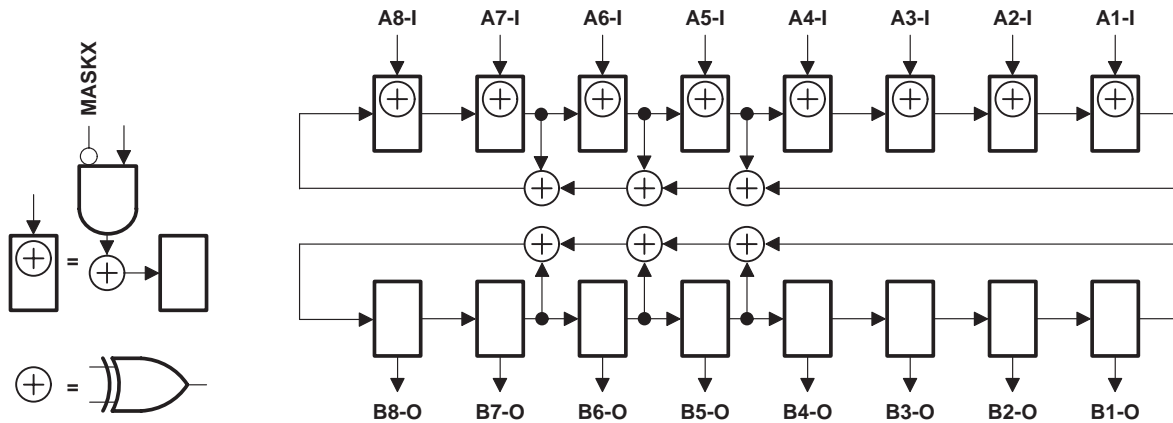 A8-I A7-I A6-I A5-I A4-I A3-I A2-I A1-I
MASKX
=
=
B8-O B7-O B6-O B5-O B4-O B3-O B2-O B1-O